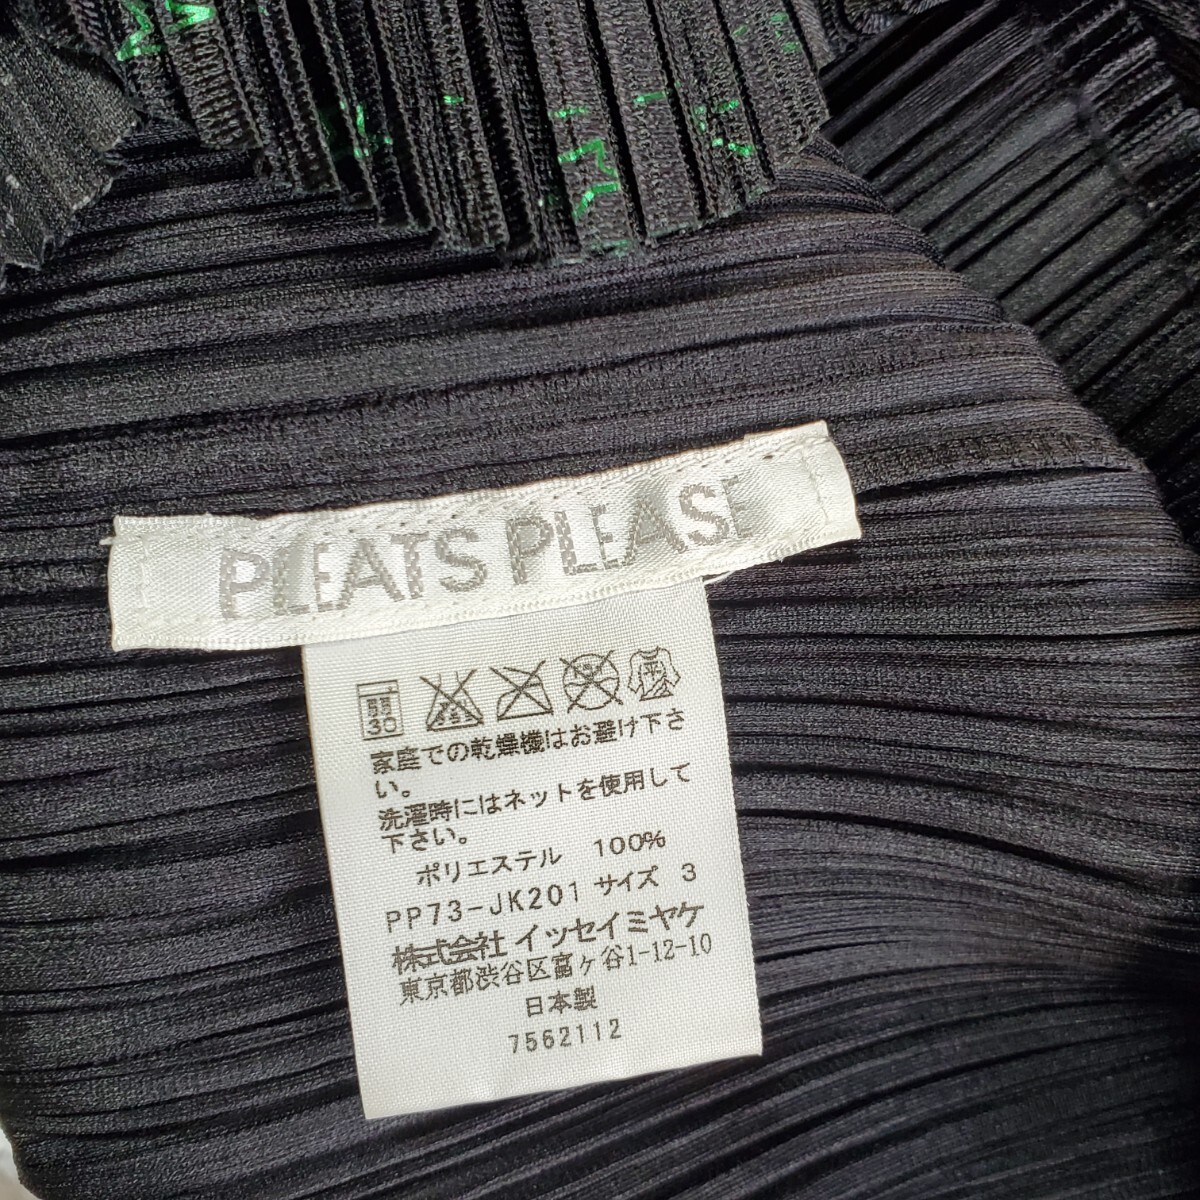 PLEATS PLEASE
弱
30
家庭での乾燥機はお避け下さ
い。
洗濯時にはネットを使用して
下さい。
ポリエステル 100%
PP73-JK201 サイズ 3
株式会社 イッセイミヤケ
東京都渋谷区富ヶ谷1-12-10
日本製
7562112